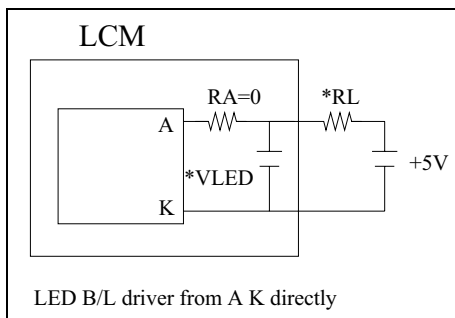 LCM
RA=0
*RL
A
*VLED
+5V
K
LED B/L driver from A K directly